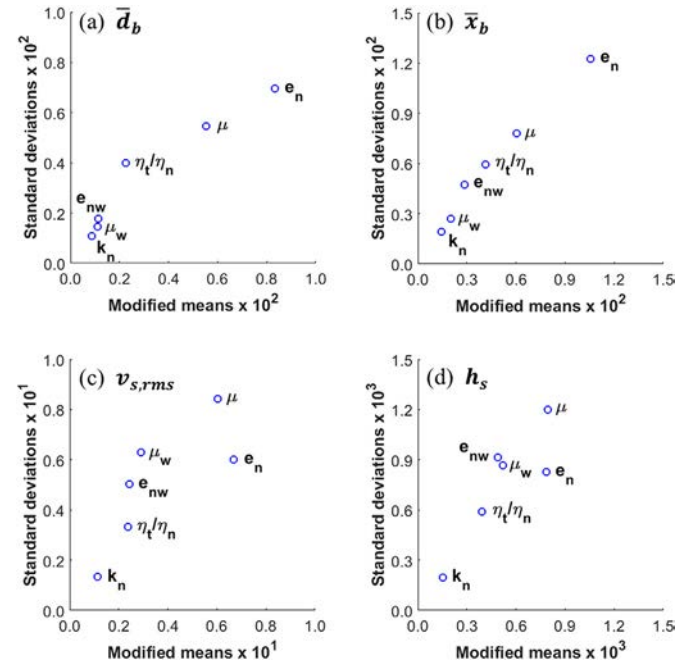 (a) d̅_b
Standard deviations x 10²
1.0
0.8
0.6
0.4
0.2
0.0
e_n
μ
η_t/η_n
e_nw
μ_w
k_n
0.0 0.2 0.4 0.6 0.8 1.0
Modified means x 10²
(b) x̅_b
Standard deviations x 10²
1.5
1.2
0.9
0.6
0.3
0.0
e_n
μ
η_t/η_n
e_nw
μ_w
k_n
0.0 0.3 0.6 0.9 1.2 1.5
Modified means x 10²
(c) v_s,rms
Standard deviations x 10¹
1.0
0.8
0.6
0.4
0.2
0.0
μ
μ_w
e_n
e_nw
η_t/η_n
k_n
0.0 0.2 0.4 0.6 0.8 1.0
Modified means x 10¹
(d) h_s
Standard deviations x 10³
1.5
1.2
0.9
0.6
0.3
0.0
μ
e_nw
μ_w
e_n
η_t/η_n
k_n
0.0 0.3 0.6 0.9 1.2 1.5
Modified means x 10³